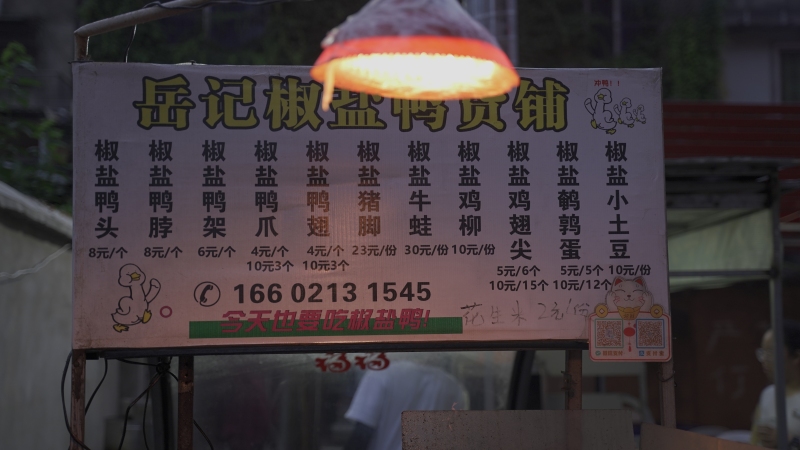 岳记椒盐鸭货铺
冲鸭!!
椒盐鸭头
8元/个
椒盐鸭脖
8元/个
椒盐鸭架
6元/个
椒盐鸭爪
4元/个
10元3个
椒盐鸭翅
4元/个
10元3个
椒盐猪脚
23元/份
椒盐牛蛙
30元/份
椒盐鸡柳
10元/份
椒盐鸡翅尖
5元/6个
10元/15个
椒盐鹌鹑蛋
5元/5个
10元/12个
椒盐小土豆
10元/份
166 0213 1545
今天也要吃椒盐鸭!
花生米 2元/份